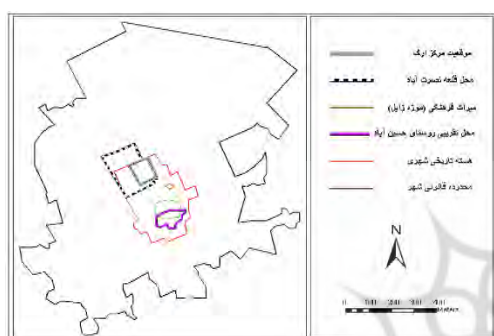 موقعیت مرکز ارگ
محل قلعه نصرت آباد
میراث فرهنگی (موزه زابل)
محل تقریبی روستای حسین آباد
هسته تاریخی شهری
محدوده قانونی شهر
N
0